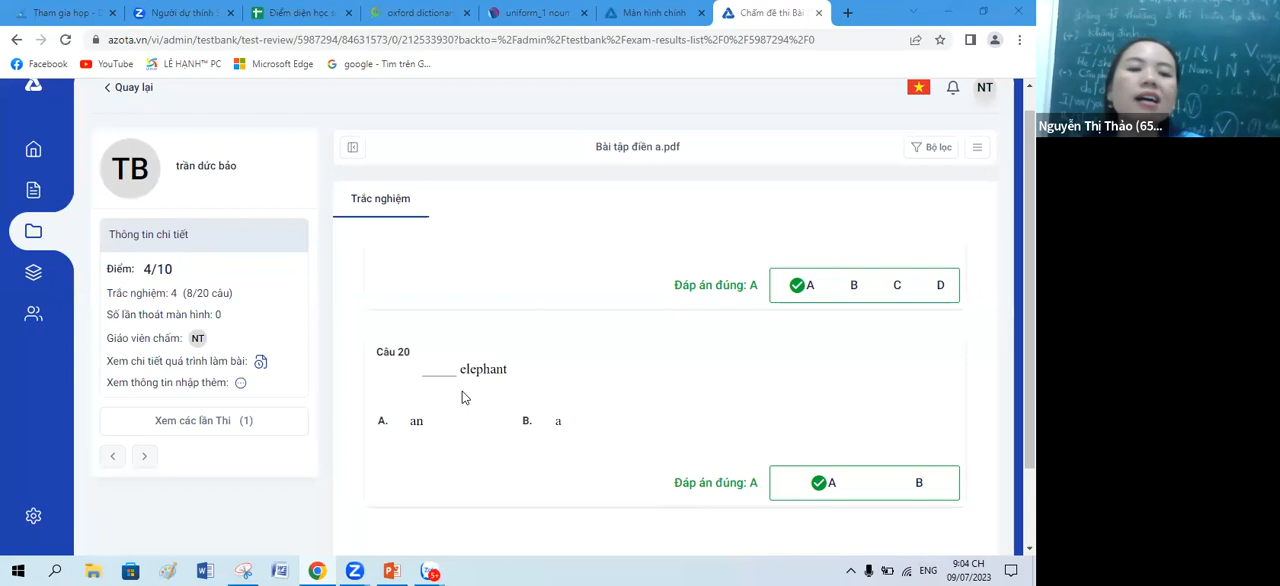 Tham gia họp - D
Người dự thính S
Điểm diện học s
oxford dictionar
uniform_1 noun
Màn hình chính
Chấm đề thi Bài
azota.vn/vi/admin/testbank/test-review/5987294/84631573/0/212533930?backto=%2Fadmin%2Ftestbank%2Fexam-results-list%2F0%2F5987294%2F0
Facebook
YouTube
LÊ HẠNH™ PC
Microsoft Edge
google - Tìm trên G...
Quay lại
NT
TB
trần dức bảo
Bài tập điền a.pdf
Bộ lọc
Trắc nghiệm
Thông tin chi tiết
Điểm: 4/10
Trắc nghiệm: 4 (8/20 câu)
Số lần thoát màn hình: 0
Giáo viên chấm: NT
Xem chi tiết quá trình làm bài:
Xem thông tin nhập thêm:
Xem các lần Thi (1)
Đáp án đúng: A
A B C D
Câu 20
_____ elephant
A. an B. a
Đáp án đúng: A
A B
Nguyễn Thị Thảo (65...
ENG
9:04 CH
09/07/2023